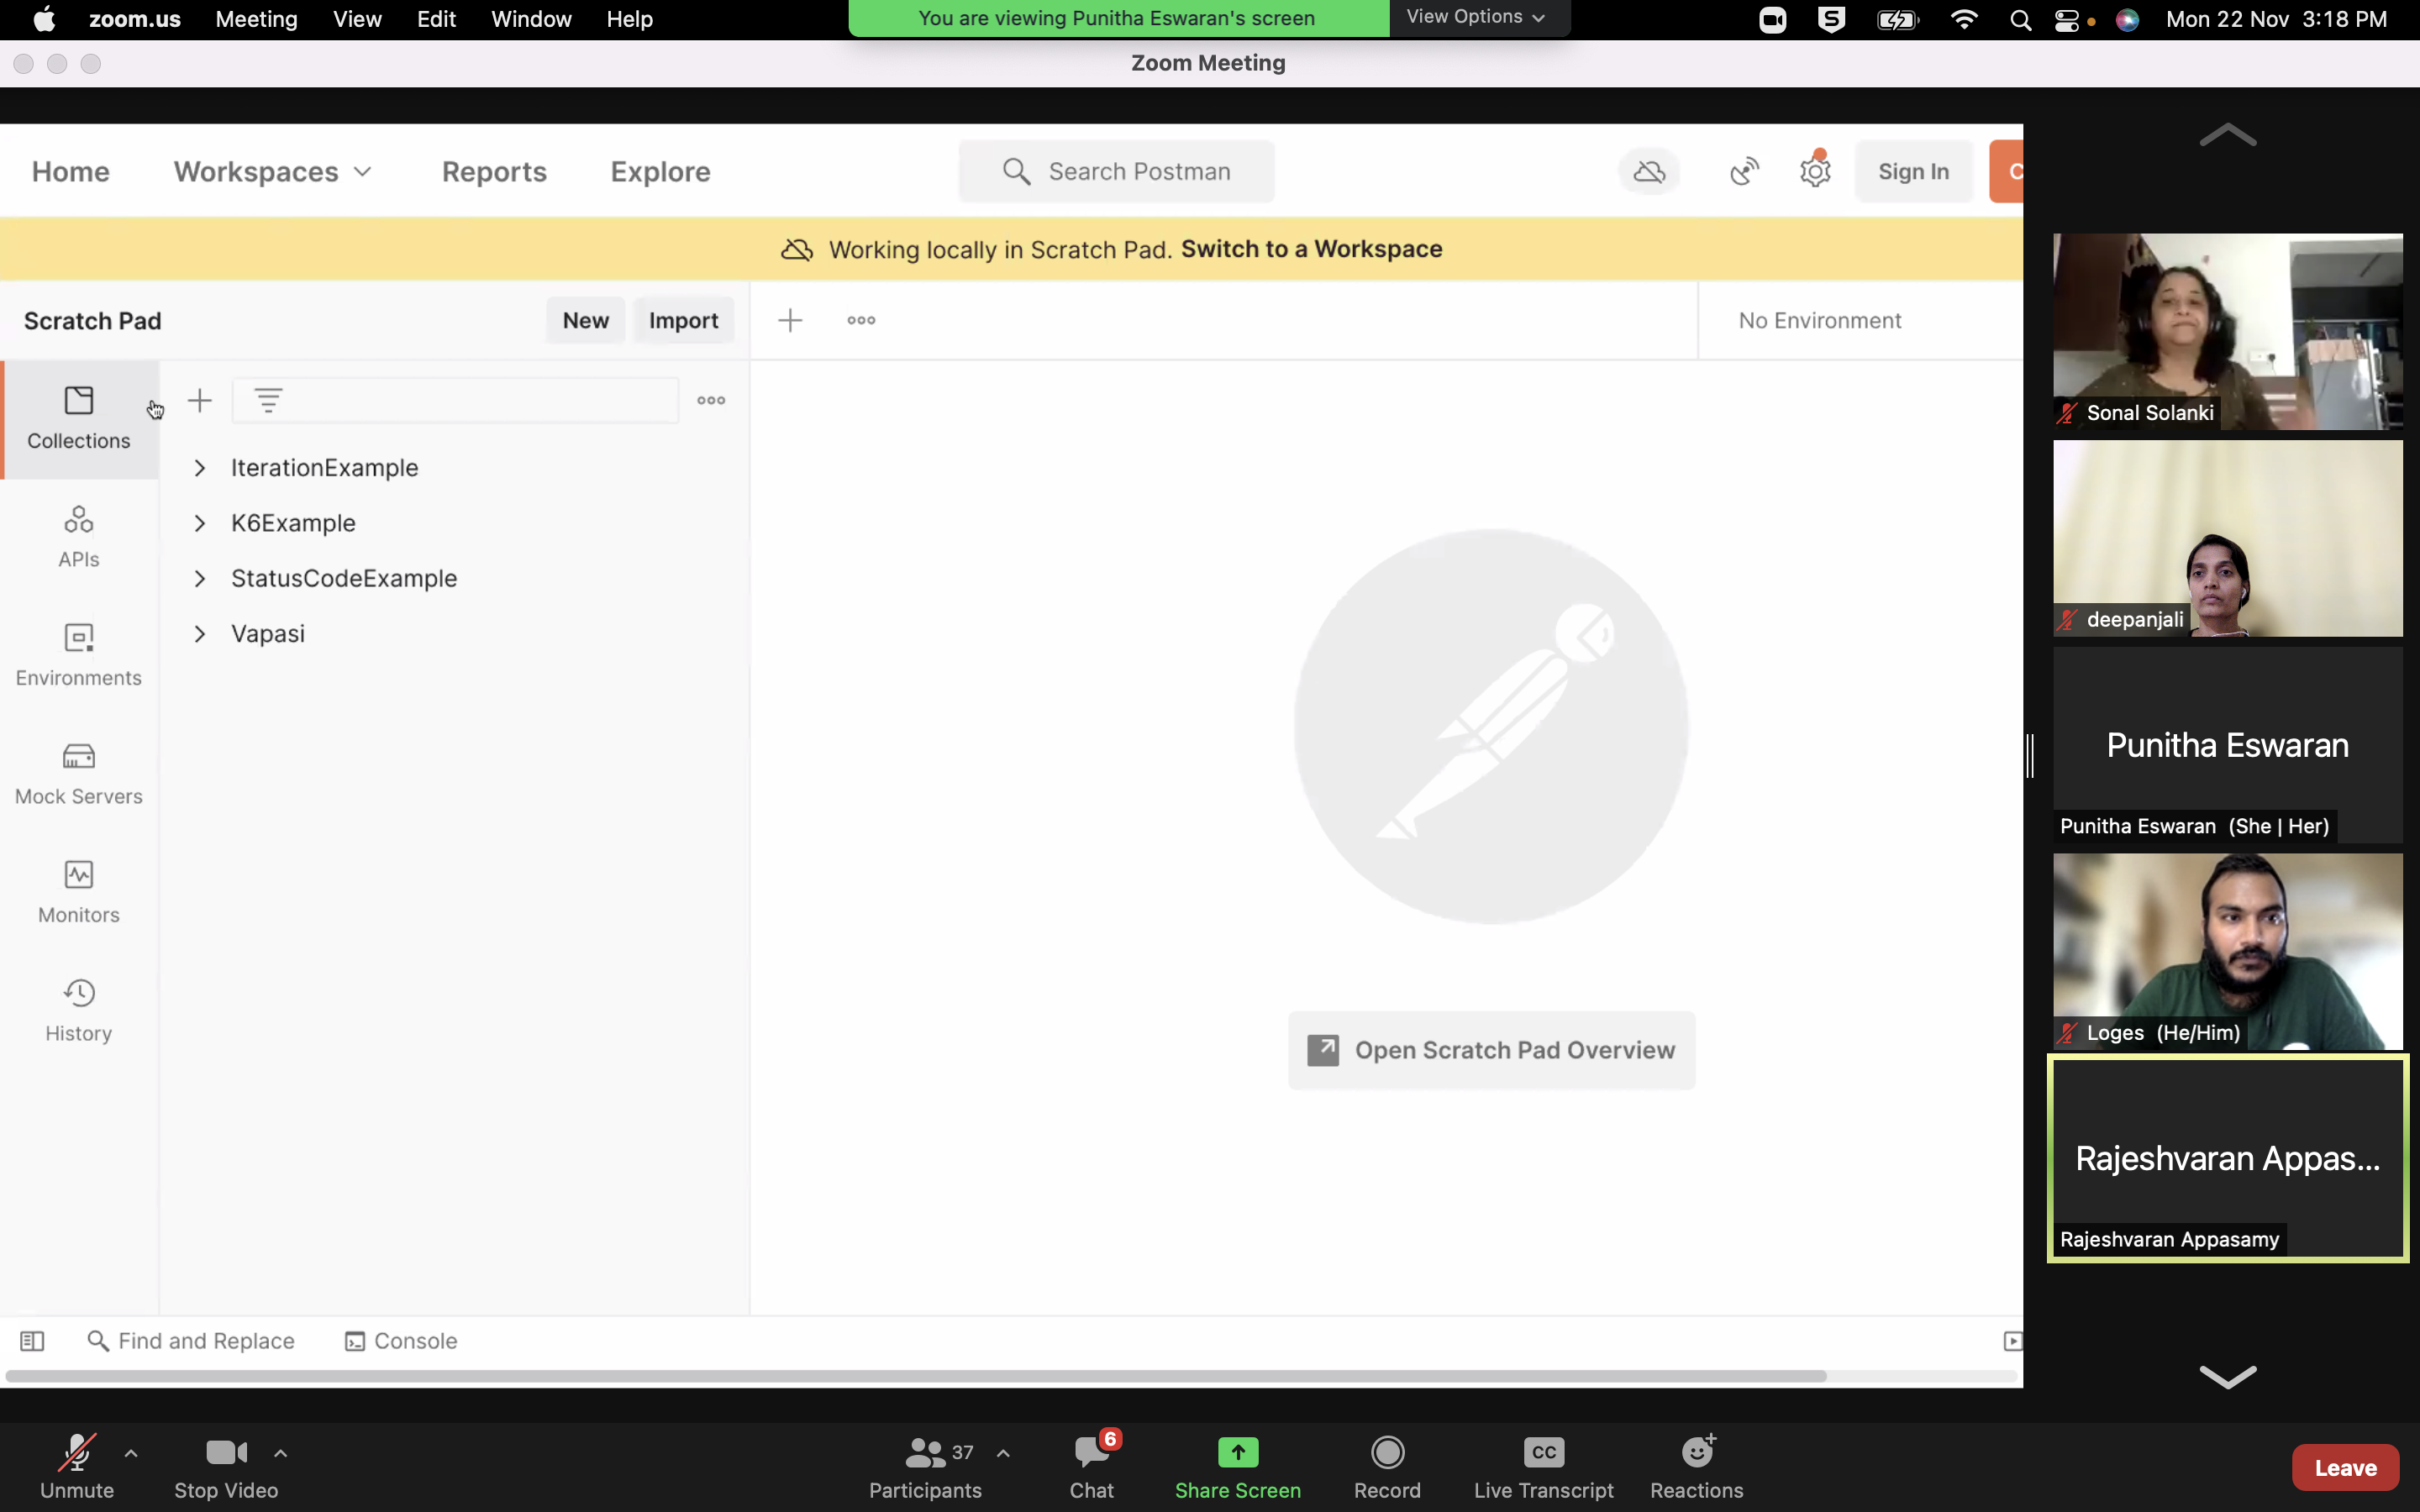 zoom.us Meeting View Edit Window Help
You are viewing Punitha Eswaran's screen View Options
Mon 22 Nov 3:18 PM
Zoom Meeting
Home Workspaces Reports Explore
Search Postman
Sign In
C
Working locally in Scratch Pad. Switch to a Workspace
Scratch Pad New Import
No Environment
Collections
APIs
Environments
Mock Servers
Monitors
History
IterationExample
K6Example
StatusCodeExample
Vapasi
Open Scratch Pad Overview
Find and Replace Console
Sonal Solanki
deepanjali
Punitha Eswaran
Punitha Eswaran (She | Her)
Loges (He/Him)
Rajeshvaran Appas...
Rajeshvaran Appasamy
Unmute
Stop Video
37
Participants
6
Chat
Share Screen
Record
CC
Live Transcript
Reactions
Leave